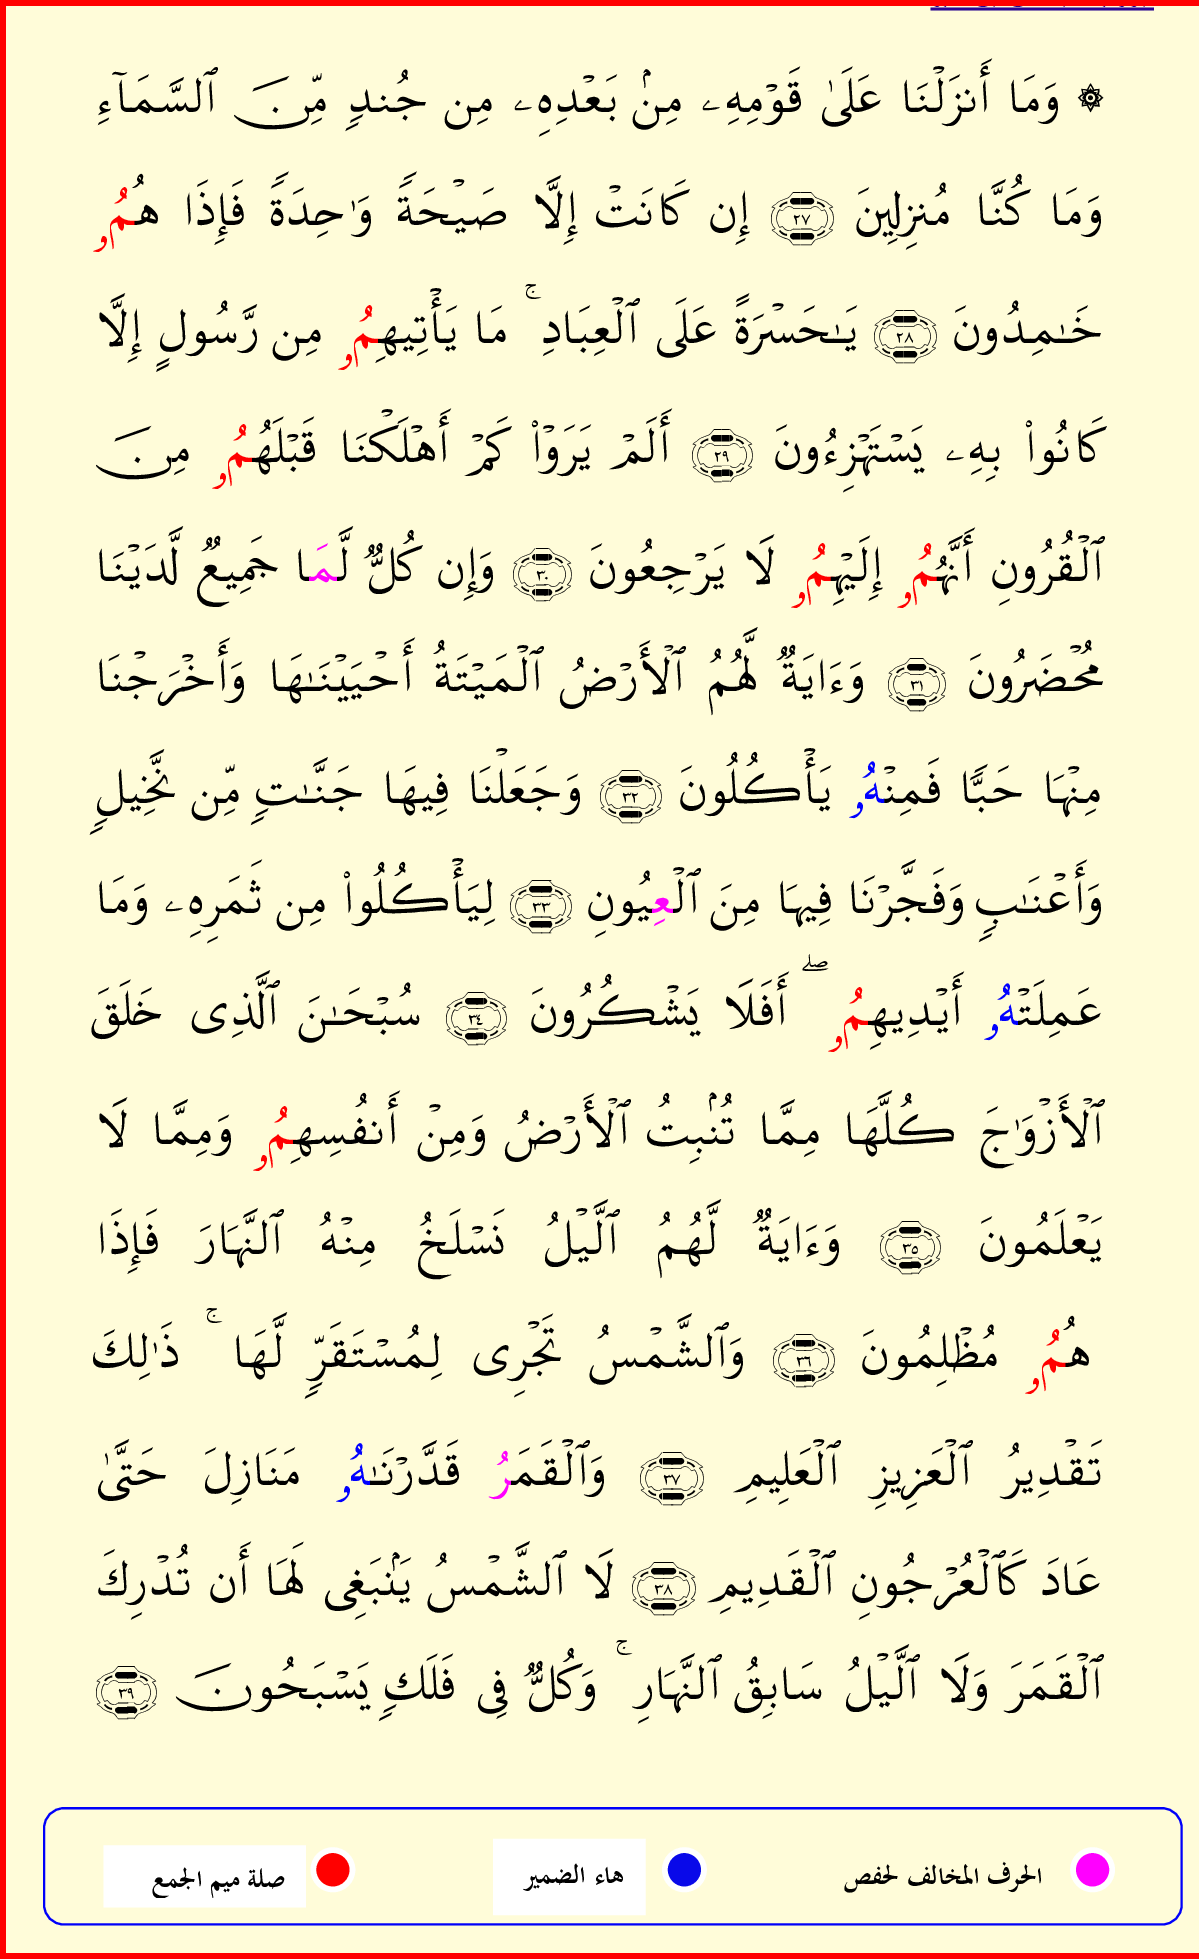 ۞ وَمَآ أَنزَلۡنَا عَلَىٰ قَوۡمِهِۦ مِنۢ بَعۡدِهِۦ مِن جُندٖ مِّنَ ٱلسَّمَآءِ
وَمَا كُنَّا مُنزِلِينَ ٢٧ إِن كَانَتۡ إِلَّا صَيۡحَةٗ وَٰحِدَةٗ فَإِذَا هُمُۥ
خَٰمِدُونَ ٢٨ يَٰحَسۡرَةً عَلَى ٱلۡعِبَادِۚ مَا يَأۡتِيهِمُۥ مِن رَّسُولٍ إِلَّا
كَانُواْ بِهِۦ يَسۡتَهۡزِءُونَ ٢٩ أَلَمۡ يَرَوۡاْ كَمۡ أَهۡلَكۡنَا قَبۡلَهُمُۥ مِنَ
ٱلۡقُرُونِ أَنَّهُمُۥ إِلَيۡهِمُۥ لَا يَرۡجِعُونَ ٣٠ وَإِن كُلّٞ لَّمَا جَمِيعٞ لَّدَيۡنَا
مُحۡضَرُونَ ٣١ وَءَايَةٞ لَّهُمُ ٱلۡأَرۡضُ ٱلۡمَيۡتَةُ أَحۡيَيۡنَٰهَا وَأَخۡرَجۡنَا
مِنۡهَا حَبّٗا فَمِنۡهُۥ يَأۡكُلُونَ ٣٢ وَجَعَلۡنَا فِيهَا جَنَّٰتٖ مِّن نَّخِيلٖ
وَأَعۡنَٰبٖ وَفَجَّرۡنَا فِيهَا مِنَ ٱلۡعِيُونِ ٣٣ لِيَأۡكُلُواْ مِن ثَمَرِهِۦ وَمَا
عَمِلَتۡهُۥ أَيۡدِيهِمُۥۖ أَفَلَا يَشۡكُرُونَ ٣٤ سُبۡحَٰنَ ٱلَّذِي خَلَقَ
ٱلۡأَزۡوَٰجَ كُلَّهَا مِمَّا تُنۢبِتُ ٱلۡأَرۡضُ وَمِنۡ أَنفُسِهِمُۥ وَمِمَّا لَا
يَعۡلَمُونَ ٣٥ وَءَايَةٞ لَّهُمُ ٱلَّيۡلُ نَسۡلَخُ مِنۡهُ ٱلنَّهَارَ فَإِذَا
هُمُۥ مُظۡلِمُونَ ٣٦ وَٱلشَّمۡسُ تَجۡرِي لِمُسۡتَقَرّٖ لَّهَاۚ ذَٰلِكَ
تَقۡدِيرُ ٱلۡعَزِيزِ ٱلۡعَلِيمِ ٣٧ وَٱلۡقَمَرُ قَدَّرۡنَٰهُۥ مَنَازِلَ حَتَّىٰ
عَادَ كَٱلۡعُرۡجُونِ ٱلۡقَدِيمِ ٣٨ لَا ٱلشَّمۡسُ يَنۢبَغِي لَهَا أَن تُدۡرِكَ
ٱلۡقَمَرَ وَلَا ٱلَّيۡلُ سَابِقُ ٱلنَّهَارِۚ وَكُلّٞ فِي فَلَكٖ يَسۡبَحُونَ ٣٩
الحرف المخالف لحفص هاء الضمير صلة ميم الجمع